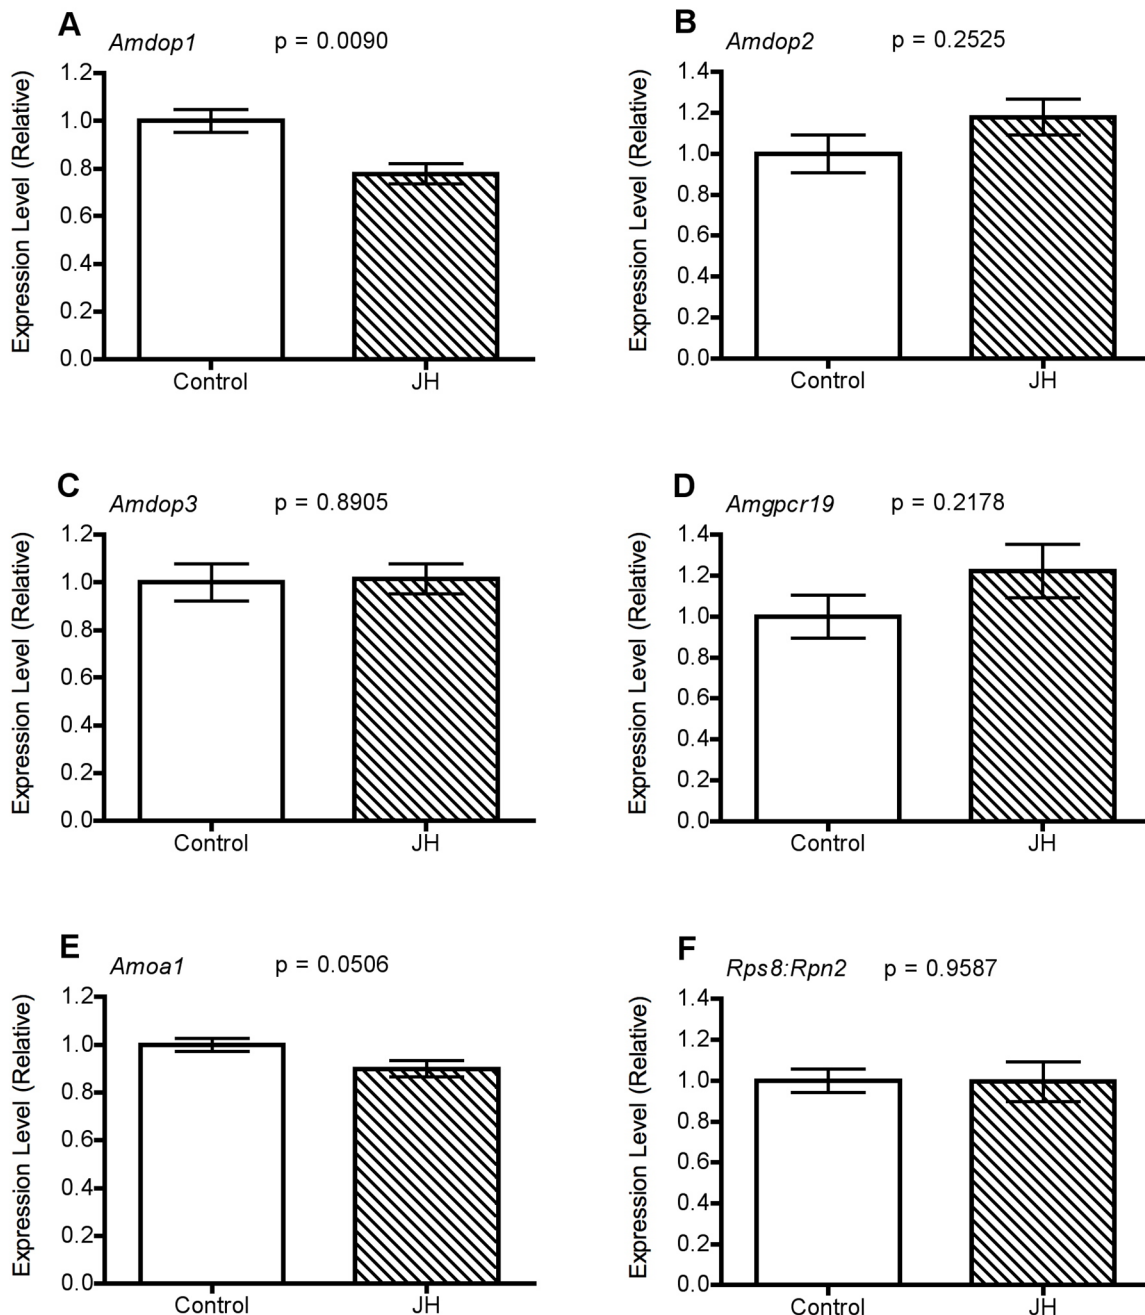 A
Amdop1 p = 0.0090
Expression Level (Relative)
1.2
1.0
0.8
0.6
0.4
0.2
0.0
Control JH
B
Amdop2 p = 0.2525
Expression Level (Relative)
1.4
1.2
1.0
0.8
0.6
0.4
0.2
0.0
Control JH
C
Amdop3 p = 0.8905
Expression Level (Relative)
1.2
1.0
0.8
0.6
0.4
0.2
0.0
Control JH
D
Amgpcr19 p = 0.2178
Expression Level (Relative)
1.4
1.2
1.0
0.8
0.6
0.4
0.2
0.0
Control JH
E
Amoa1 p = 0.0506
Expression Level (Relative)
1.2
1.0
0.8
0.6
0.4
0.2
0.0
Control JH
F
Rps8:Rpn2 p = 0.9587
Expression Level (Relative)
1.4
1.2
1.0
0.8
0.6
0.4
0.2
0.0
Control JH